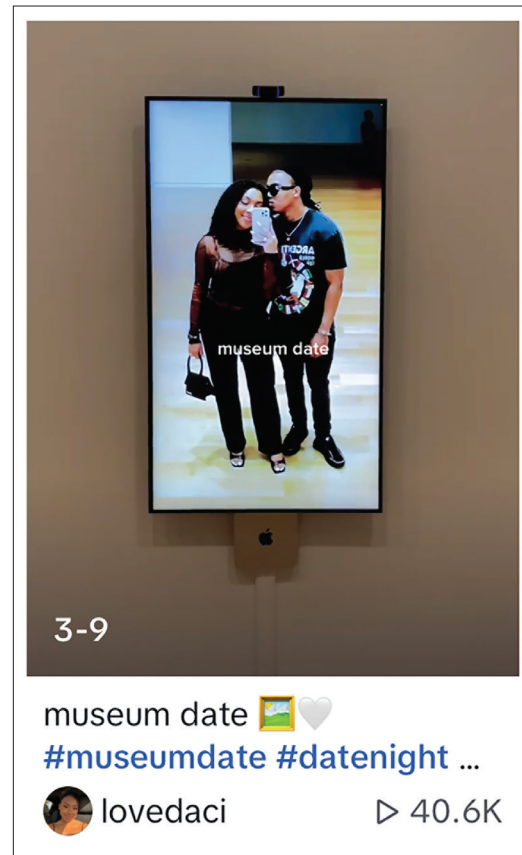 museum date
3-9
museum date
#museumdate #datenight ...
lovedaci
40.6K